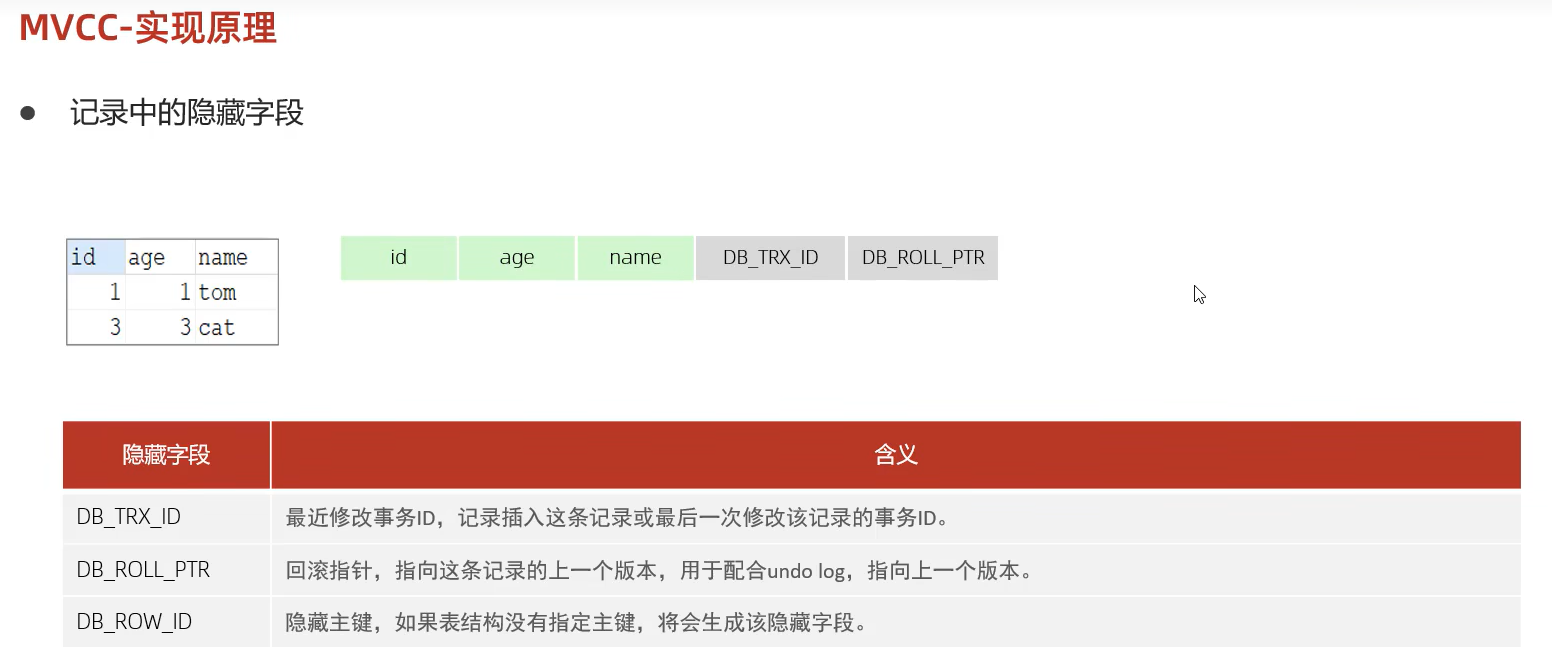 MVCC-实现原理
● 记录中的隐藏字段
id age name
1 1 tom
3 3 cat
id age name DB_TRX_ID DB_ROLL_PTR
隐藏字段 含义
DB_TRX_ID 最近修改事务ID，记录插入这条记录或最后一次修改该记录的事务ID。
DB_ROLL_PTR 回滚指针，指向这条记录的上一个版本，用于配合undo log，指向上一个版本。
DB_ROW_ID 隐藏主键，如果表结构没有指定主键，将会生成该隐藏字段。